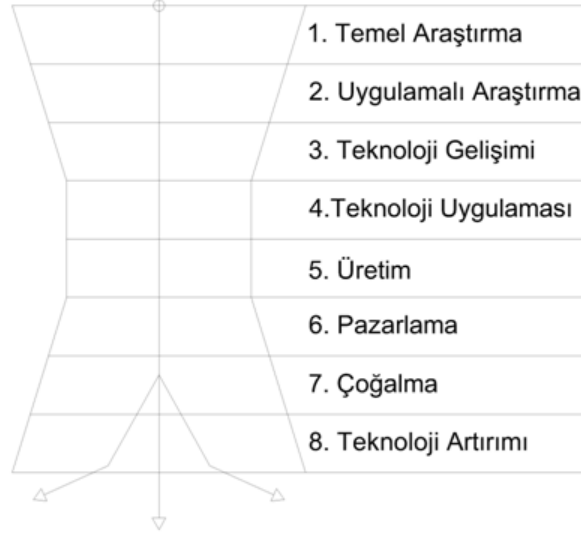 1. Temel Araştırma
2. Uygulamalı Araştırma
3. Teknoloji Gelişimi
4.Teknoloji Uygulaması
5. Üretim
6. Pazarlama
7. Çoğalma
8. Teknoloji Artırımı